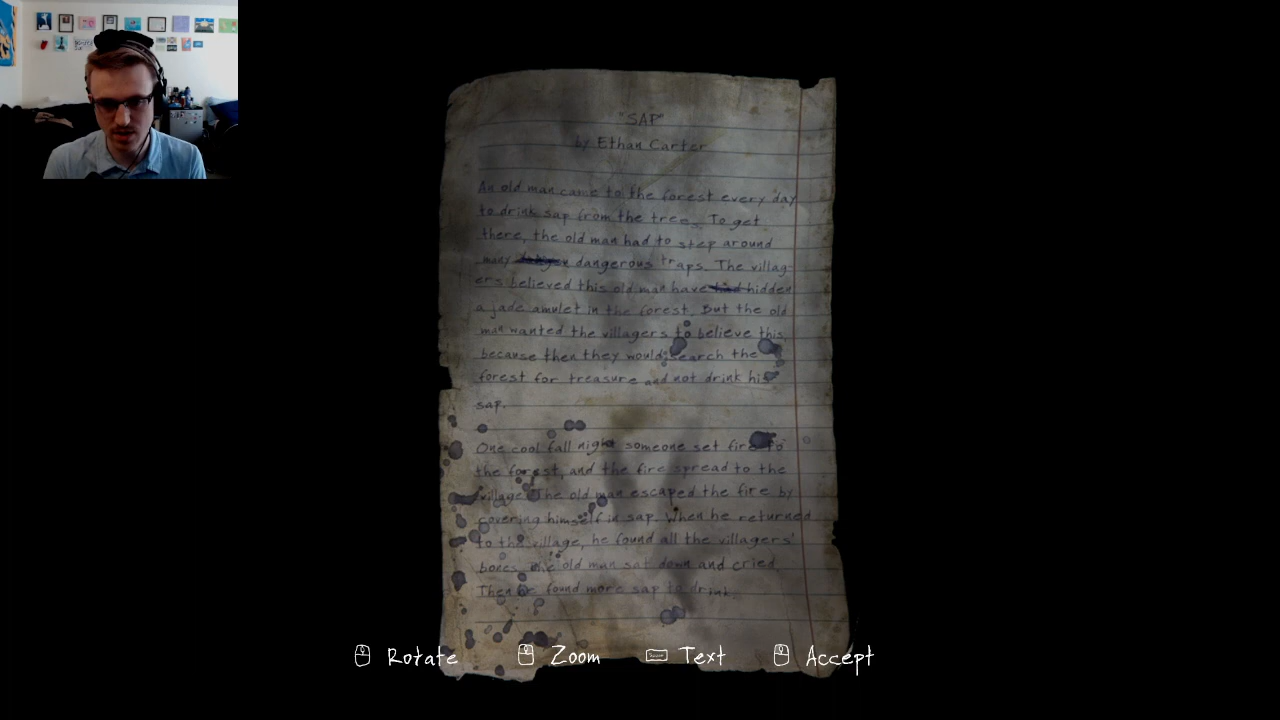 "SAP"
by Ethan Carter
An old man came to the forest every day
to drink sap from the tree. To get
there, the old man had to step around
many dangerous traps. The villag-
ers believed this old man have hidden
a jade amulet in the forest. But the old
man wanted the villagers to believe this,
because then they would search the
forest for treasure and not drink his
sap.
One cool fall night someone set fire to
the forest, and the fire spread to the
village. The old man escaped the fire by
covering himself in sap. When he returned
to the village, he found all the villagers'
bones. The old man sat down and cried.
Then he found more sap to drink.
Rotate Zoom Text Accept